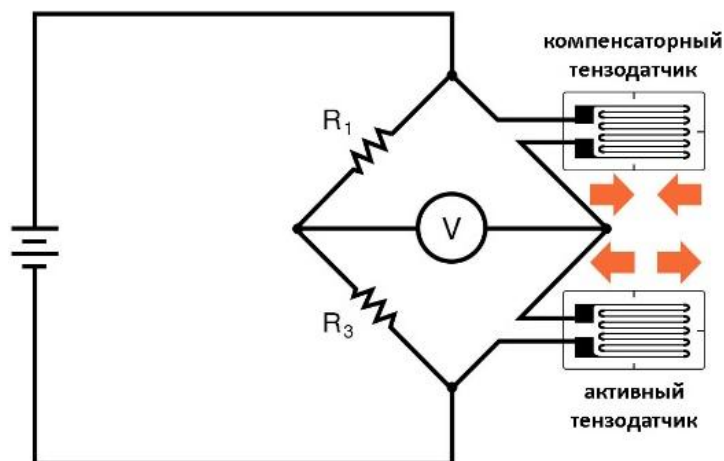 компенсаторный
тензодатчик
R1
V
R3
активный
тензодатчик